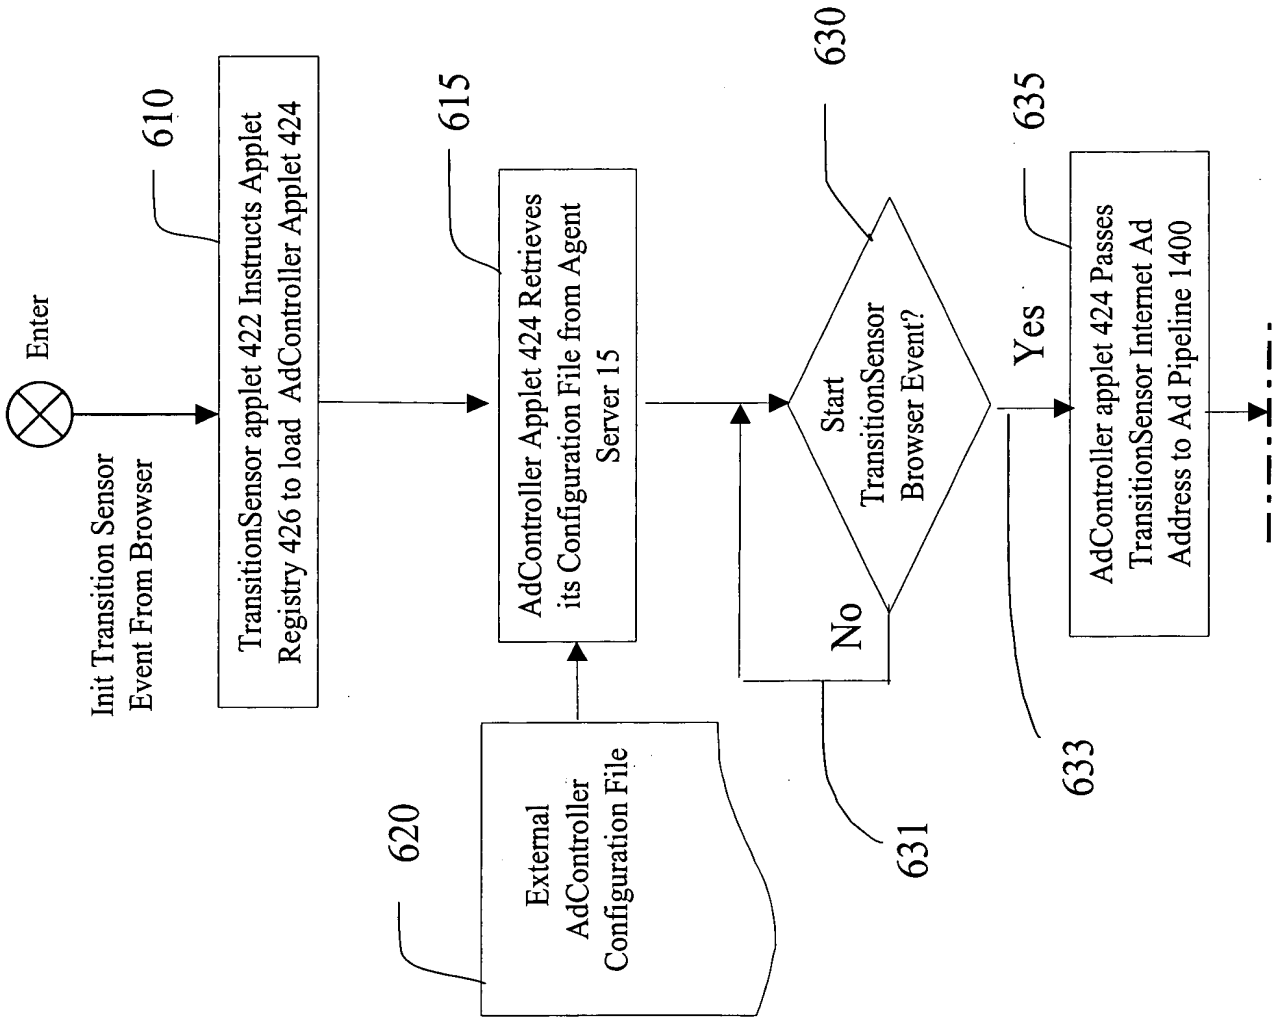 Enter
Init Transition Sensor
Event From Browser
610
TransitionSensor applet 422 Instructs Applet
Registry 426 to load AdController Applet 424
615
AdController Applet 424 Retrieves
its Configuration File from Agent
Server 15
620
External
AdController
Configuration File
630
Start
TransitionSensor
Browser Event?
No
631
Yes
633
635
AdController applet 424 Passes
TransitionSensor Internet Ad
Address to Ad Pipeline 1400